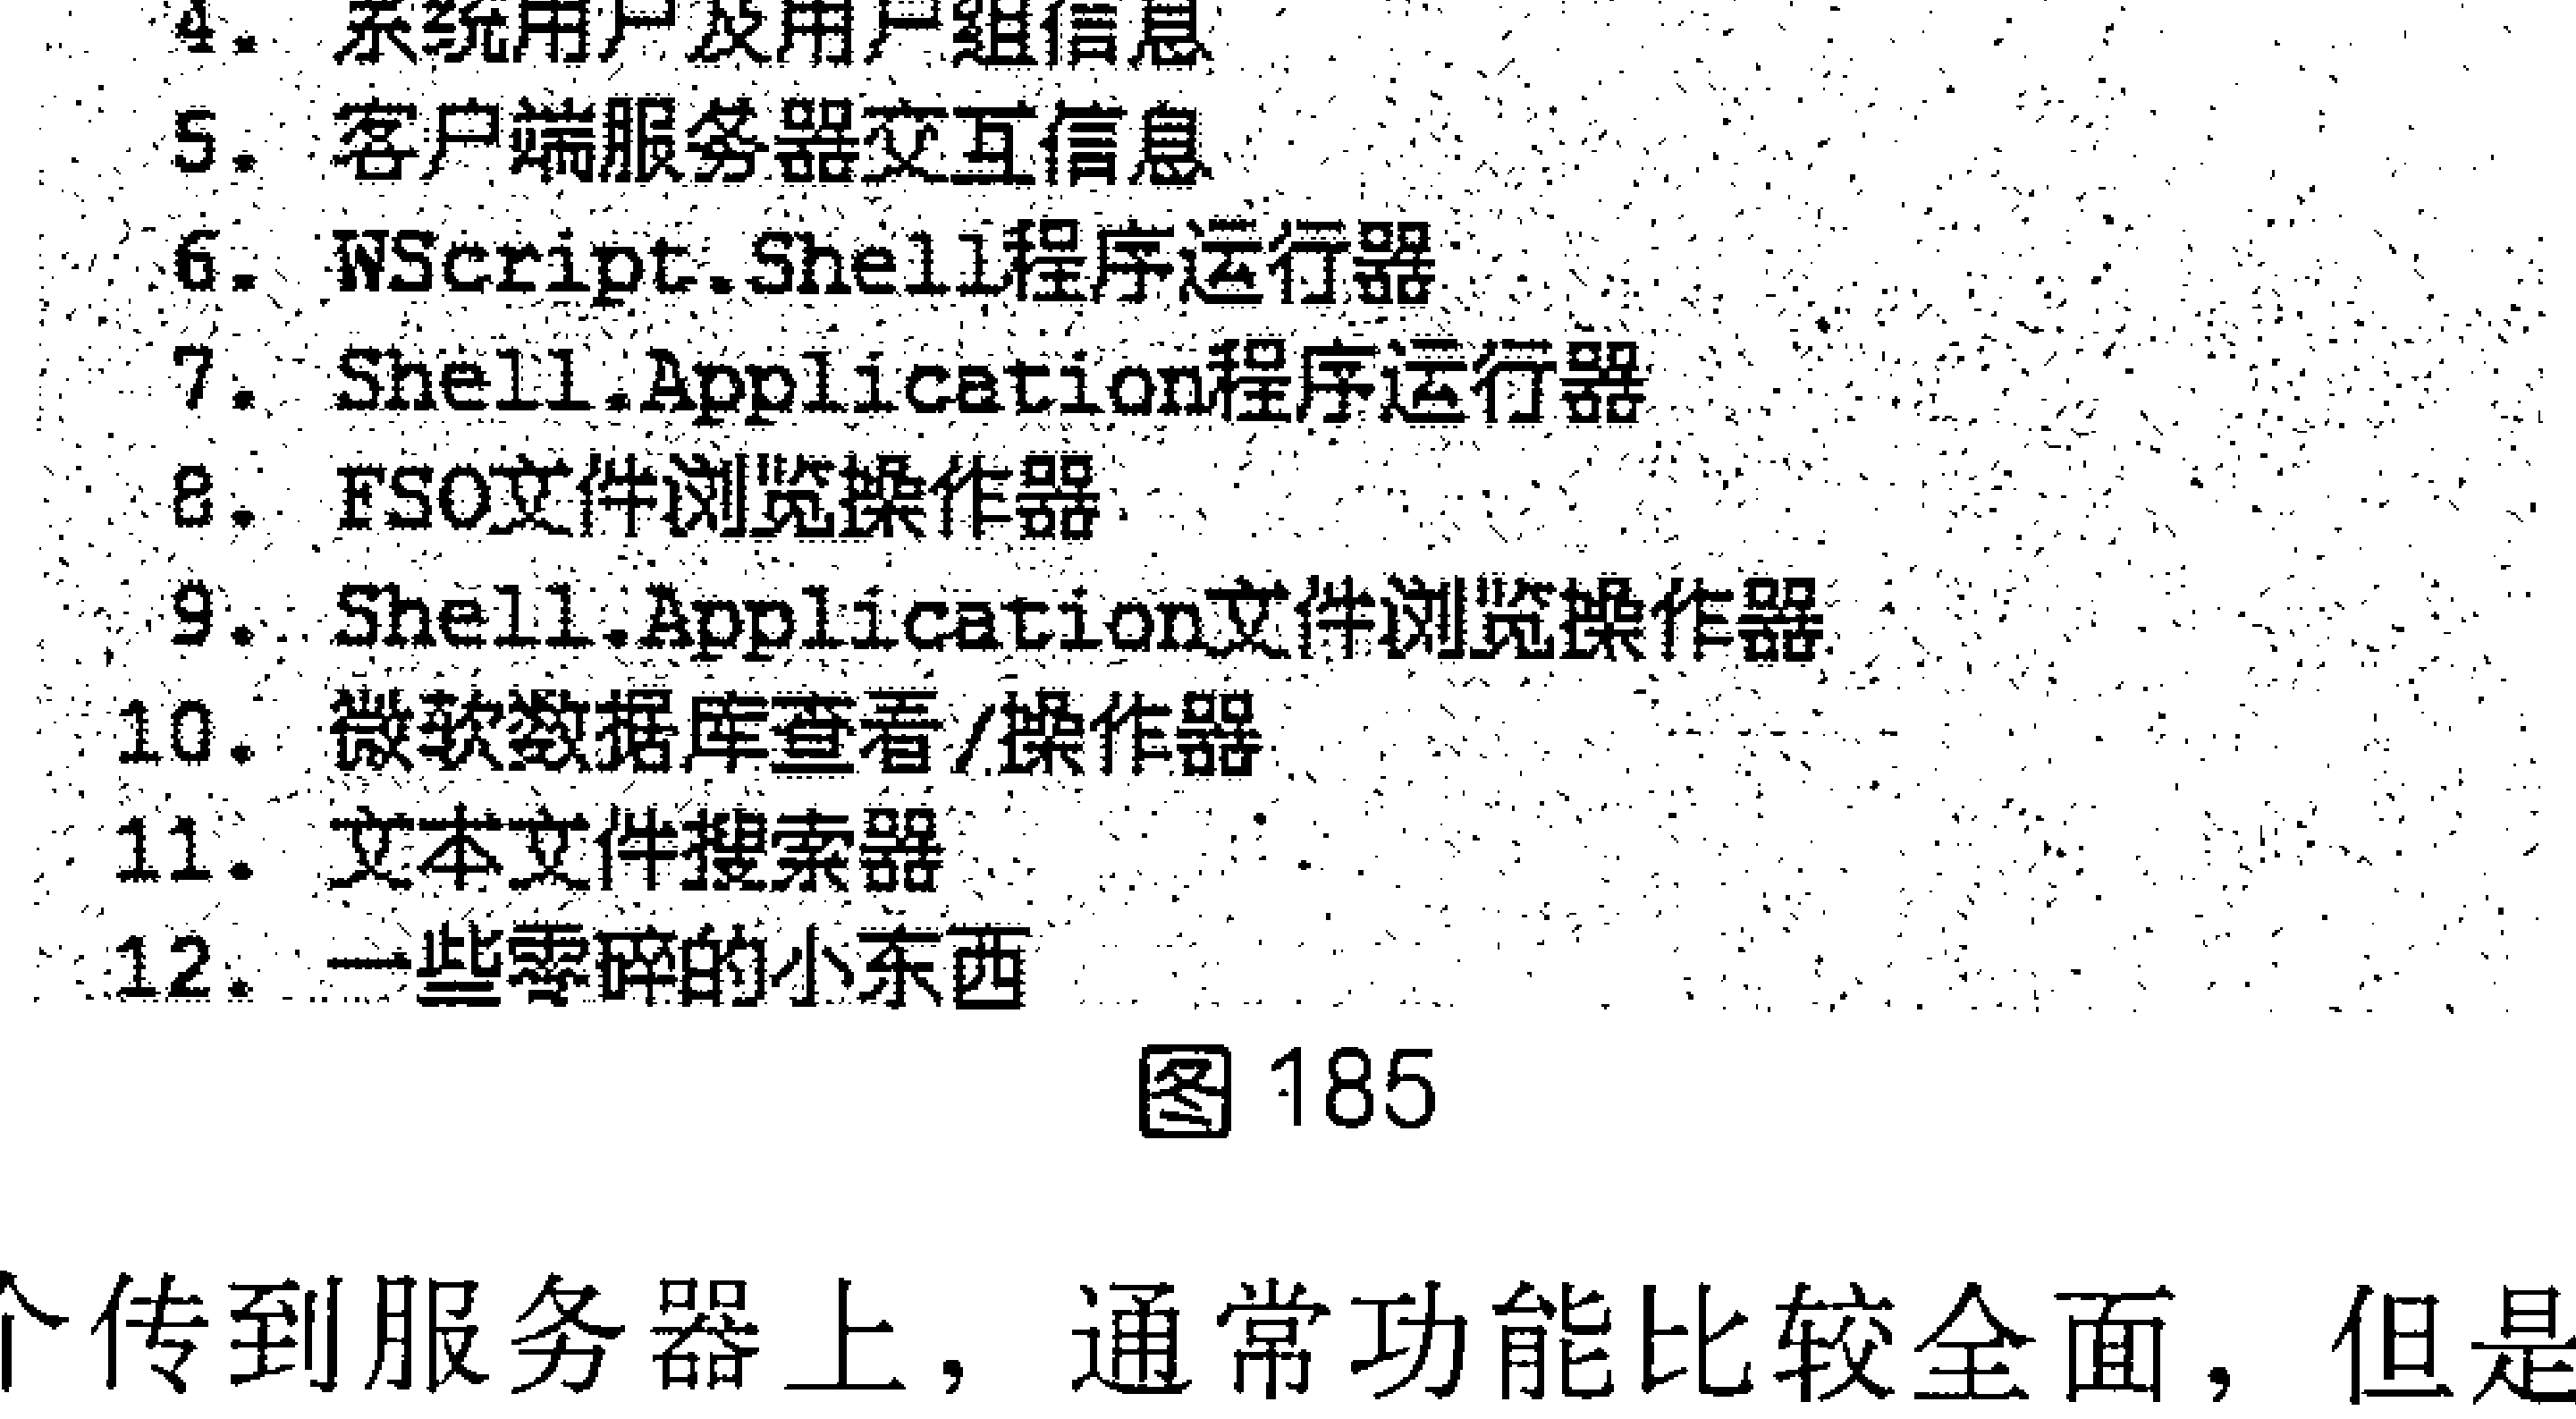 4. 系统用户及用户组信息
5. 客户端服务器交互信息
6. WScript.Shell程序运行器
7. Shell.Application程序运行器
8. FSO文件浏览操作器
9. Shell.Application文件浏览操作器
10. 微软数据库查看/操作器
11. 文本文件搜索器
12. 一些零碎的小东西
图 185
个传到服务器上，通常功能比较全面，但是